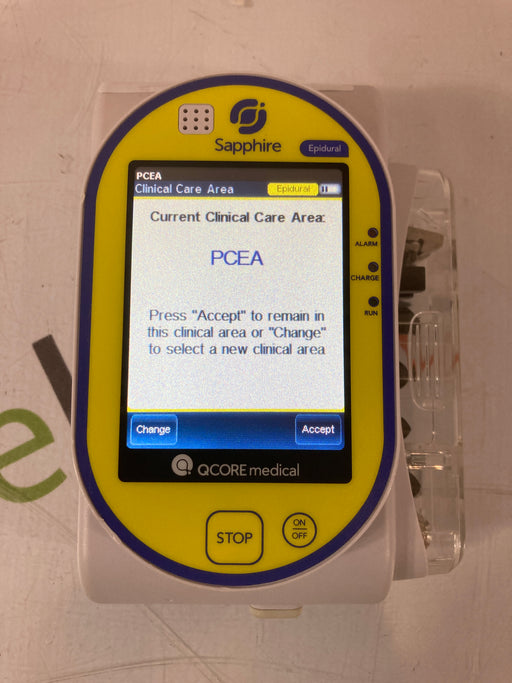 Sapphire
Epidural
PCEA
Clinical Care Area
Epidural
Current Clinical Care Area:
PCEA
ALARM
CHARGE
RUN
Press "Accept" to remain in
this clinical area or "Change"
to select a new clinical area
Change
Accept
QCORE medical
STOP
ON
OFF